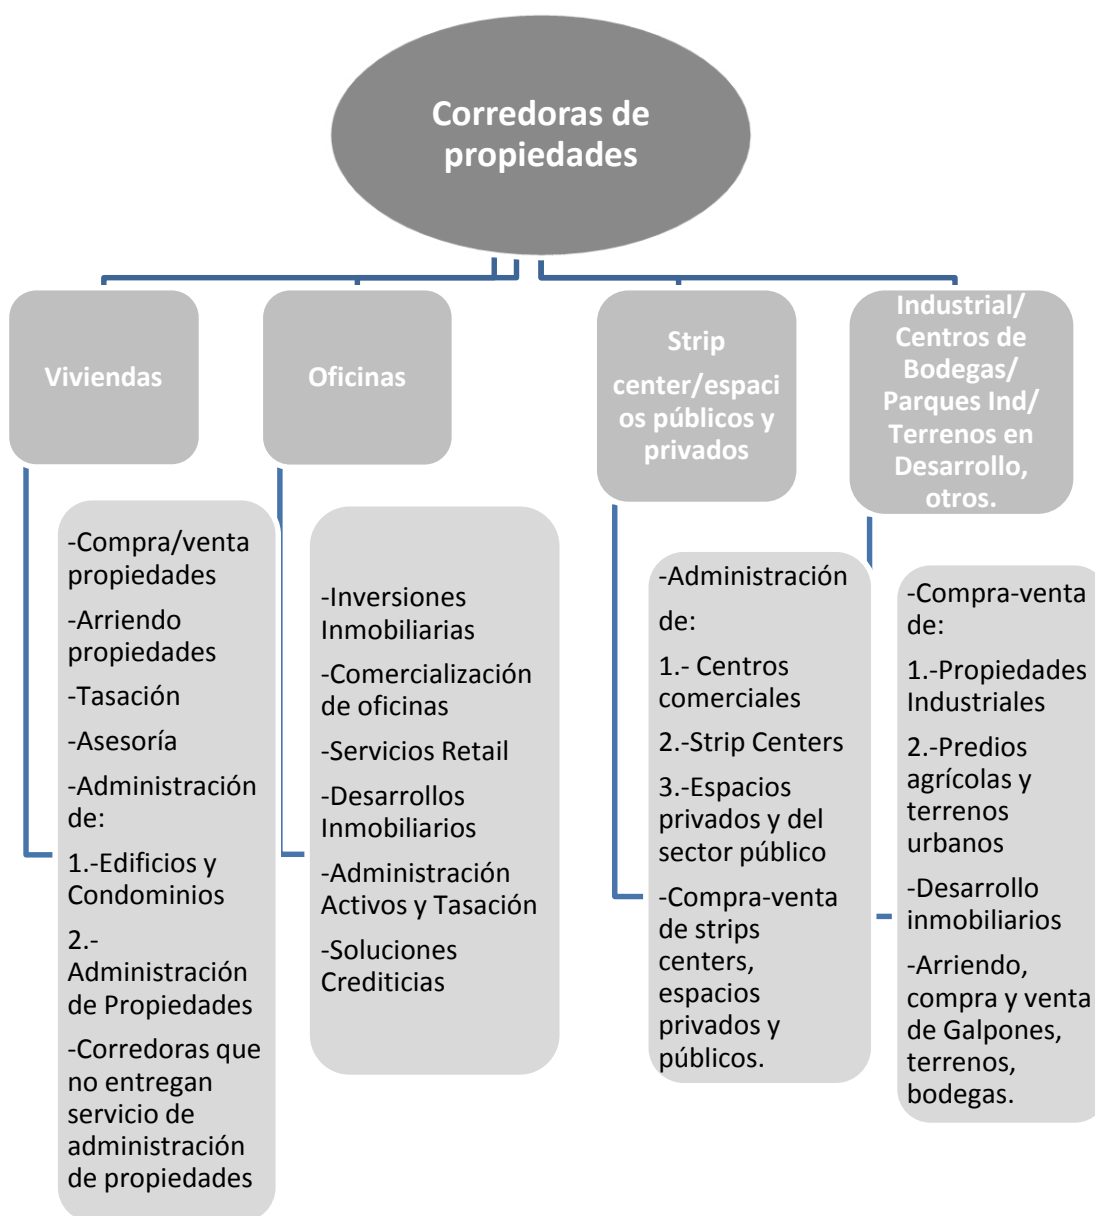 Corredoras de
propiedades
Viviendas
Oficinas
Strip
center/espaci
os públicos y
privados
Industrial/
Centros de
Bodegas/
Parques Ind/
Terrenos en
Desarrollo,
otros.
-Compra/venta
propiedades
-Arriendo
propiedades
-Tasación
-Asesoría
-Administración
de:
1.-Edificios y
Condominios
2.-
Administración
de Propiedades
-Corredoras que
no entregan
servicio de
administración
de propiedades
-Inversiones
Inmobiliarias
-Comercialización
de oficinas
-Servicios Retail
-Desarrollos
Inmobiliarios
-Administración
Activos y Tasación
-Soluciones
Crediticias
-Administración
de:
1.- Centros
comerciales
2.-Strip Centers
3.-Espacios
privados y del
sector público
-Compra-venta
de strips
centers,
espacios
privados y
públicos.
-Compra-venta
de:
1.-Propiedades
Industriales
2.-Predios
agrícolas y
terrenos
urbanos
-Desarrollo
inmobiliarios
-Arriendo,
compra y venta
de Galpones,
terrenos,
bodegas.